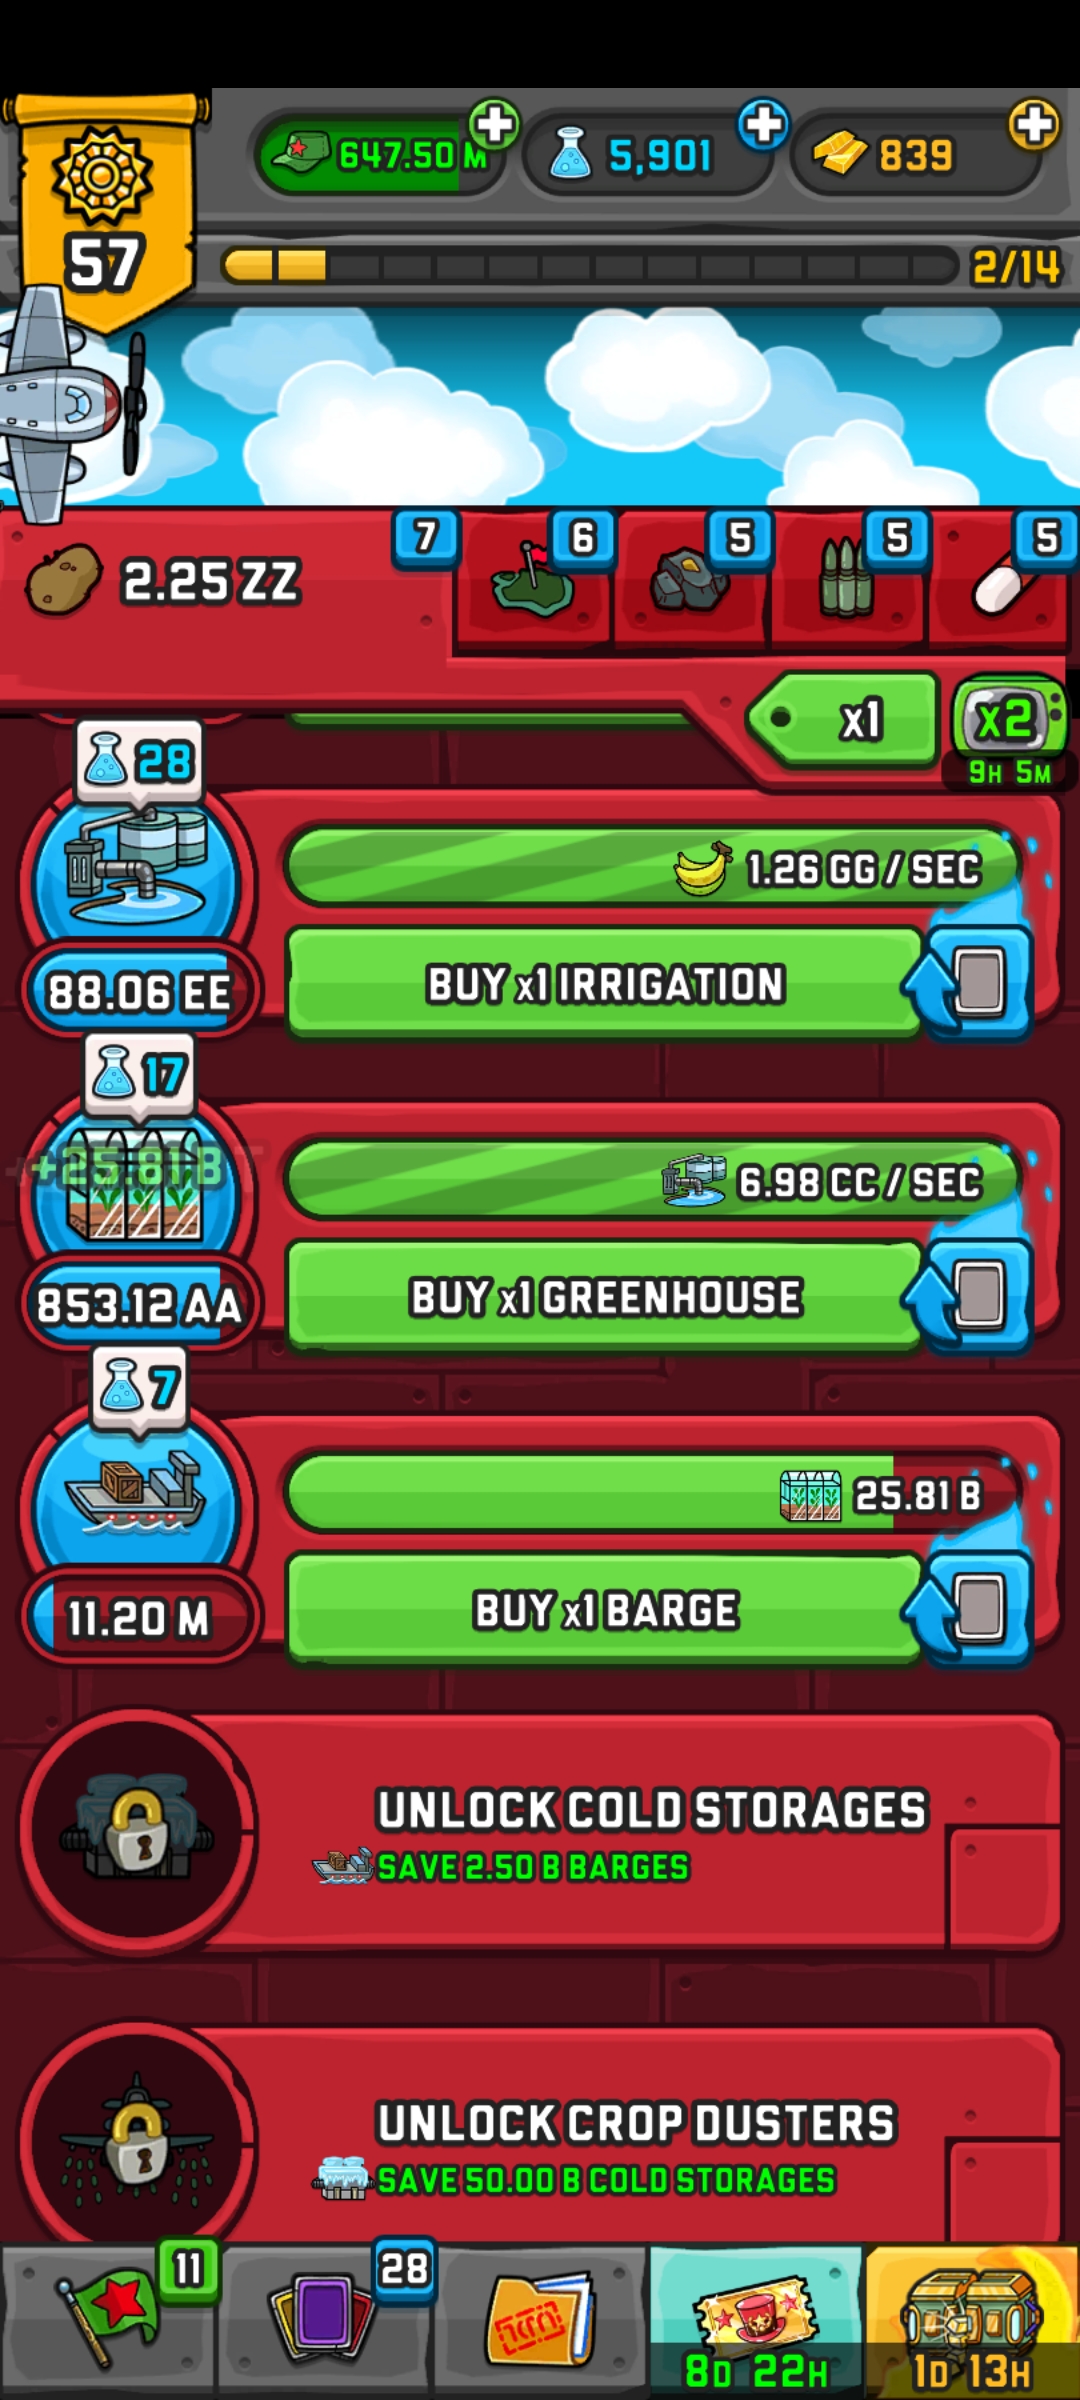 647.50 M
5,901
839
57
2/14
2.25 ZZ
7
6
5
5
5
x1
x2
9H 5M
28
1.26 GG / SEC
88.06 EE
BUY x1 IRRIGATION
17
+25.81 BT
6.98 CC / SEC
853.12 AA
BUY x1 GREENHOUSE
7
25.81 B
11.20 M
BUY x1 BARGE
UNLOCK COLD STORAGES
SAVE 2.50 B BARGES
UNLOCK CROP DUSTERS
SAVE 50.00 B COLD STORAGES
11
28
8D 22H
1D 13H